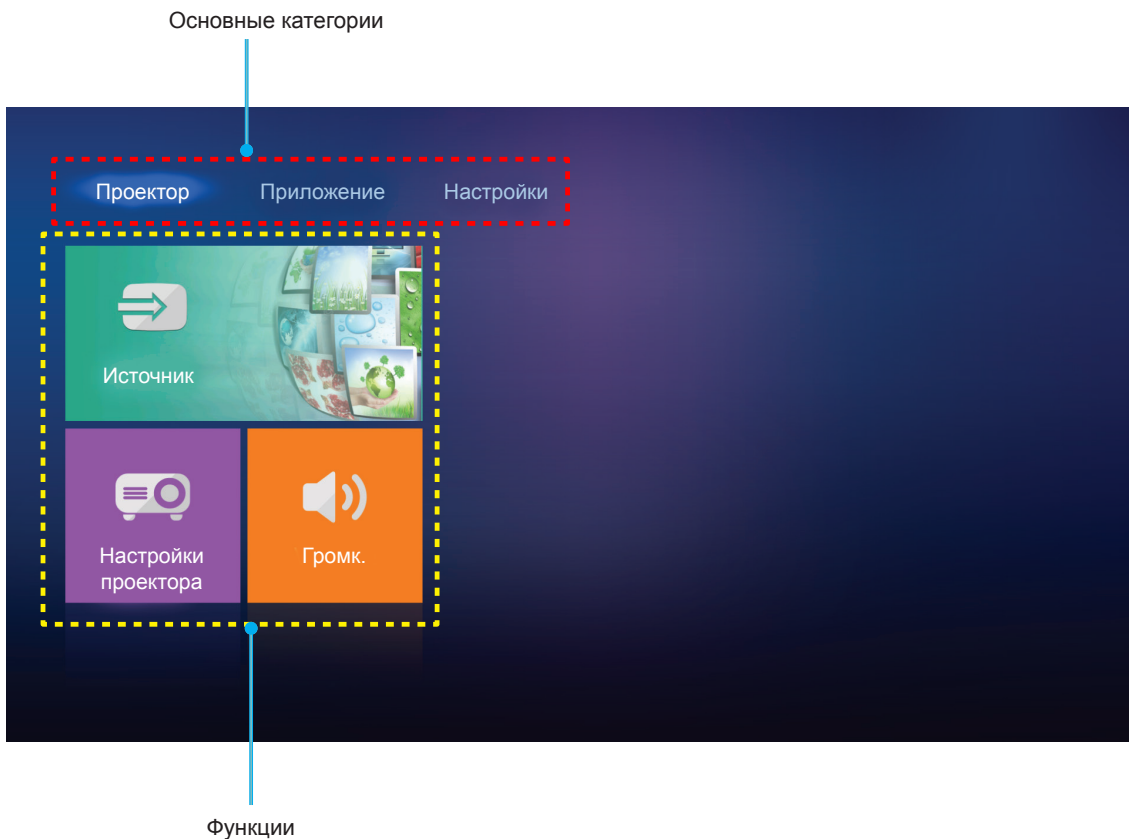 Основные категории
Проектор Приложение Настройки
Источник
Настройки
проектора
Громк.
Функции